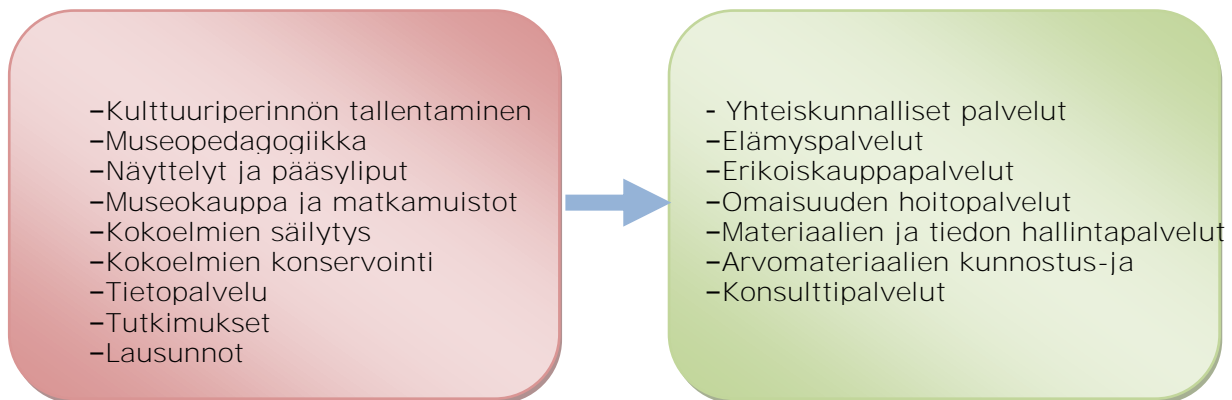 –Kulttuuriperinnön tallentaminen
–Museopedagogiikka
–Näyttelyt ja pääsyliput
–Museokauppa ja matkamuistot
–Kokoelmien säilytys
–Kokoelmien konservointi
–Tietopalvelu
–Tutkimukset
–Lausunnot
- Yhteiskunnalliset palvelut
–Elämyspalvelut
–Erikoiskauppapalvelut
–Omaisuuden hoitopalvelut
–Materiaalien ja tiedon hallintapalvelut
–Arvomateriaalien kunnostus-ja
–Konsulttipalvelut